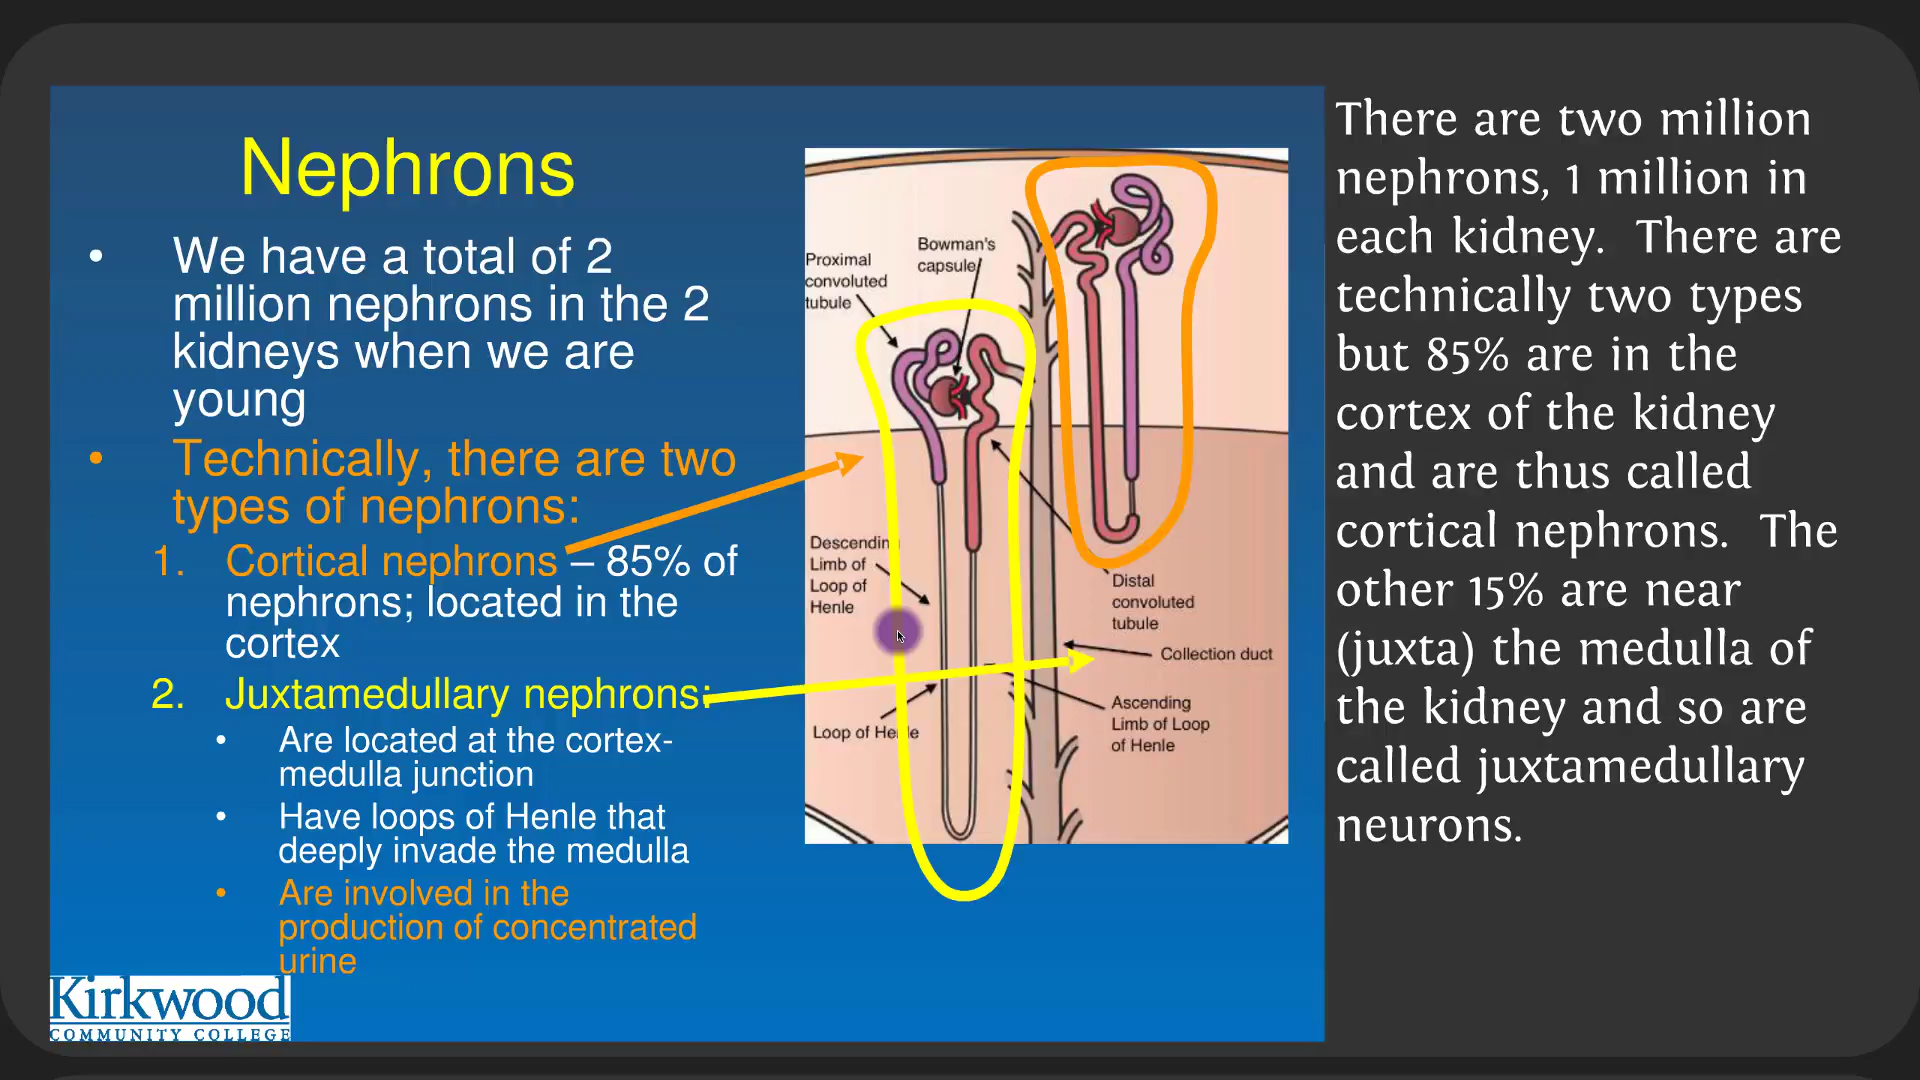 Nephrons
• We have a total of 2
million nephrons in the 2
kidneys when we are
young
• Technically, there are two
types of nephrons:
1. Cortical nephrons – 85% of
nephrons; located in the
cortex
2. Juxtamedullary nephrons:
• Are located at the cortex-
medulla junction
• Have loops of Henle that
deeply invade the medulla
• Are involved in the
production of concentrated
urine
Kirkwood
COMMUNITY COLLEGE
Proximal
convoluted
tubule
Bowman's
capsule
Descending
Limb of
Loop of
Henle
Loop of Henle
Distal
convoluted
tubule
Collection duct
Ascending
Limb of Loop
of Henle
There are two million
nephrons, 1 million in
each kidney. There are
technically two types
but 85% are in the
cortex of the kidney
and are thus called
cortical nephrons. The
other 15% are near
(juxta) the medulla of
the kidney and so are
called juxtamedullary
neurons.